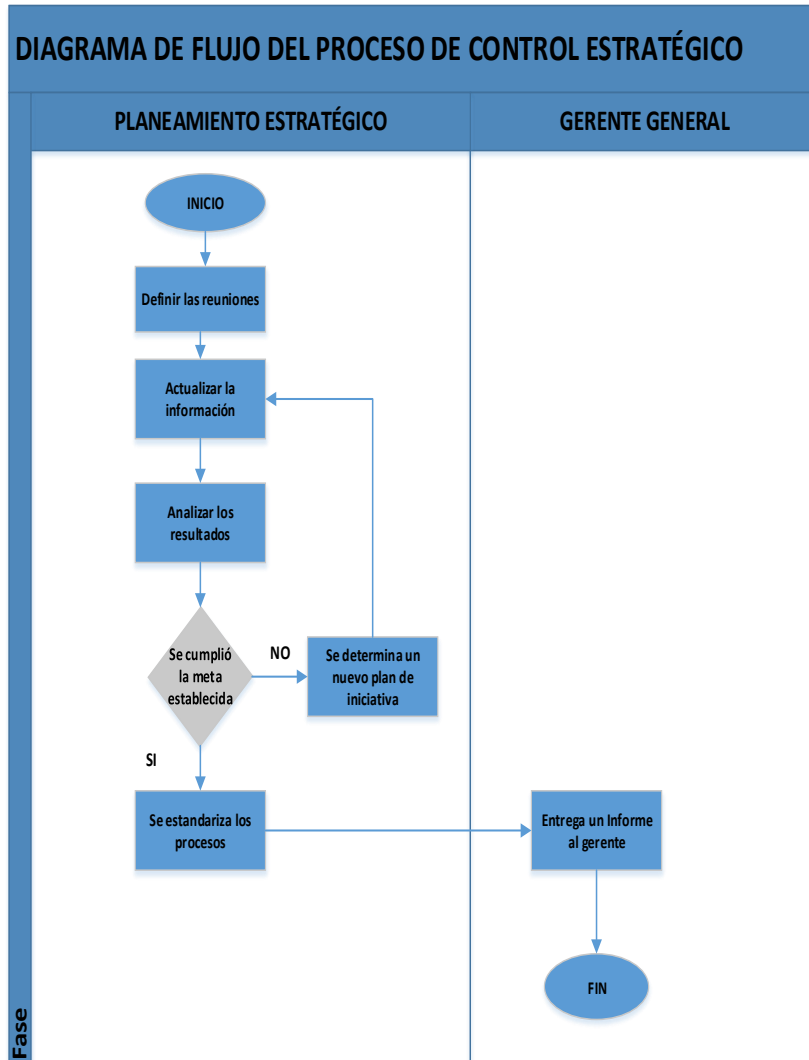 DIAGRAMA DE FLUJO DEL PROCESO DE CONTROL ESTRATÉGICO
PLANEAMIENTO ESTRATÉGICO
GERENTE GENERAL
INICIO
Definir las reuniones
Actualizar la
información
Analizar los
resultados
Se cumplió
la meta
establecida
NO
Se determina un
nuevo plan de
iniciativa
SI
Se estandariza los
procesos
Entrega un Informe
al gerente
FIN
Fase